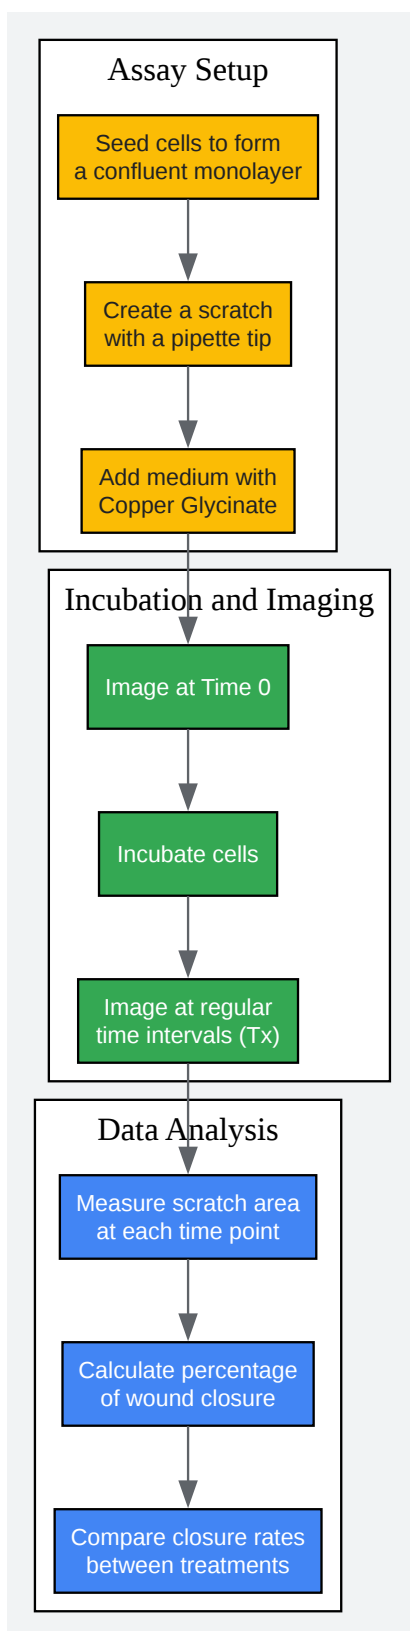 Assay Setup
Seed cells to form
a confluent monolayer
Create a scratch
with a pipette tip
Add medium with
Copper Glycinate
Incubation and Imaging
Image at Time 0
Incubate cells
Image at regular
time intervals (Tx)
Data Analysis
Measure scratch area
at each time point
Calculate percentage
of wound closure
Compare closure rates
between treatments